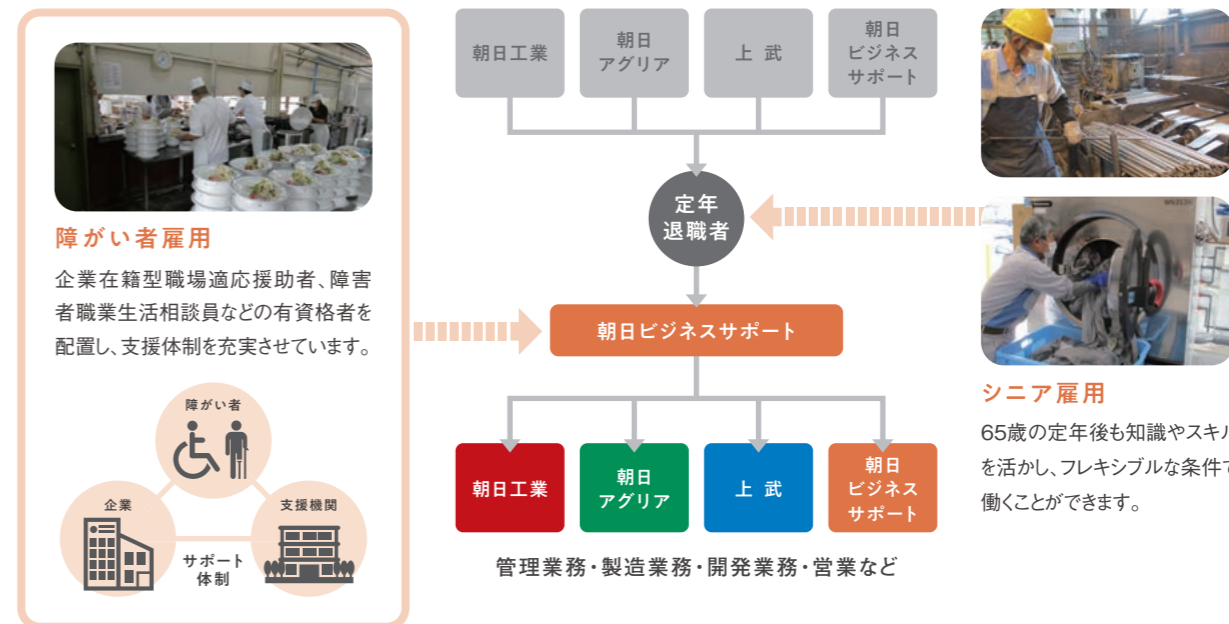 障がい者雇用
企業在籍型職場適応援助者、障害
者職業生活相談員などの有資格者を
配置し、支援体制を充実させています。
障がい者
企業
支援機関
サポート
体制
朝日工業
朝日
アグリア
上武
朝日
ビジネス
サポート
定年
退職者
朝日ビジネスサポート
朝日工業
朝日
アグリア
上武
朝日
ビジネス
サポート
管理業務・製造業務・開発業務・営業など
シニア雇用
65歳の定年後も知識やスキル
を活かし、フレキシブルな条件で
働くことができます。